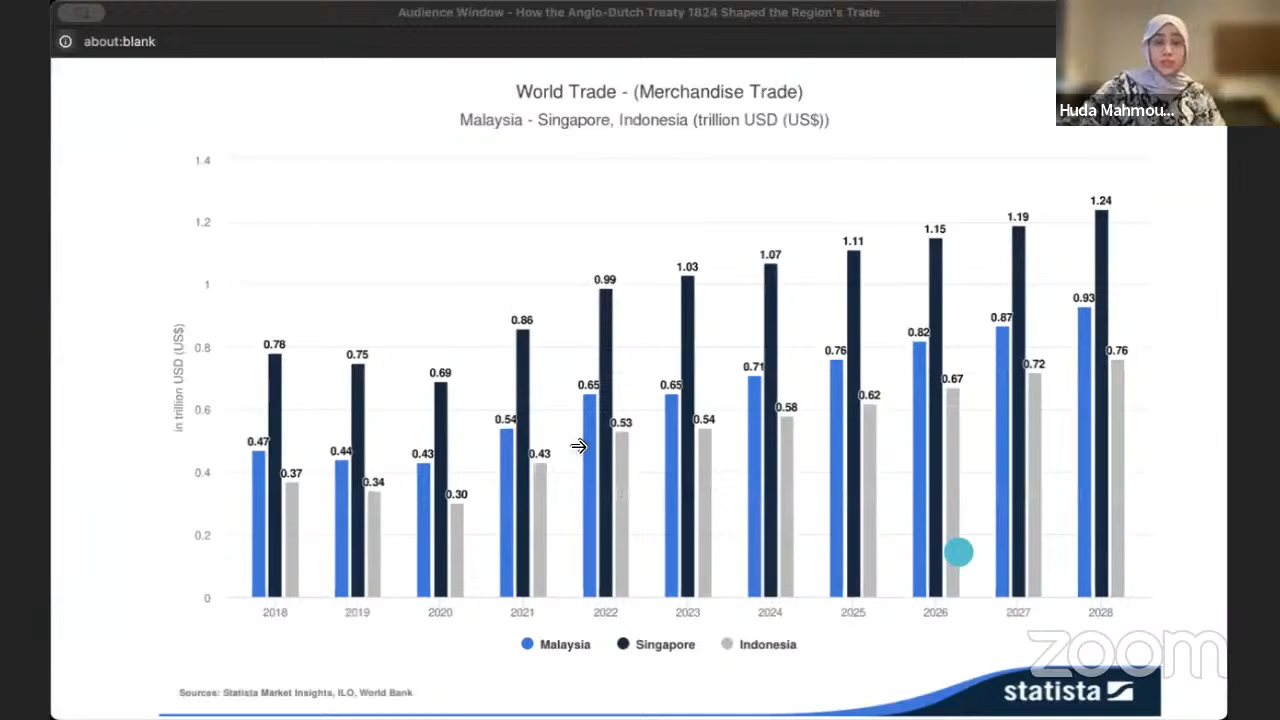 Audience Window - How the Anglo-Dutch Treaty 1824 Shaped the Region's Trade
about:blank
Huda Mahmou...
World Trade - (Merchandise Trade)
Malaysia - Singapore, Indonesia (trillion USD (US$))
in trillion USD (US$)
1.4
1.2
1
0.8
0.6
0.4
0.2
0
0.47 0.78 0.37
0.44 0.75 0.34
0.43 0.69 0.30
0.54 0.86 0.43
0.65 0.99 0.53
0.65 1.03 0.54
0.71 1.07 0.58
0.76 1.11 0.62
0.82 1.15 0.67
0.87 1.19 0.72
0.93 1.24 0.76
2018 2019 2020 2021 2022 2023 2024 2025 2026 2027 2028
Malaysia Singapore Indonesia
zoom
Sources: Statista Market Insights, ILO, World Bank
statista